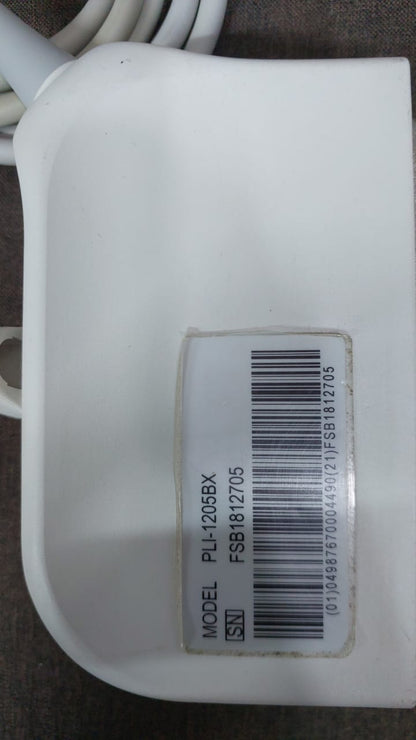 MODEL PLI-1205BX
SN FSB1812705
(01)04987670004490(21)FSB1812705